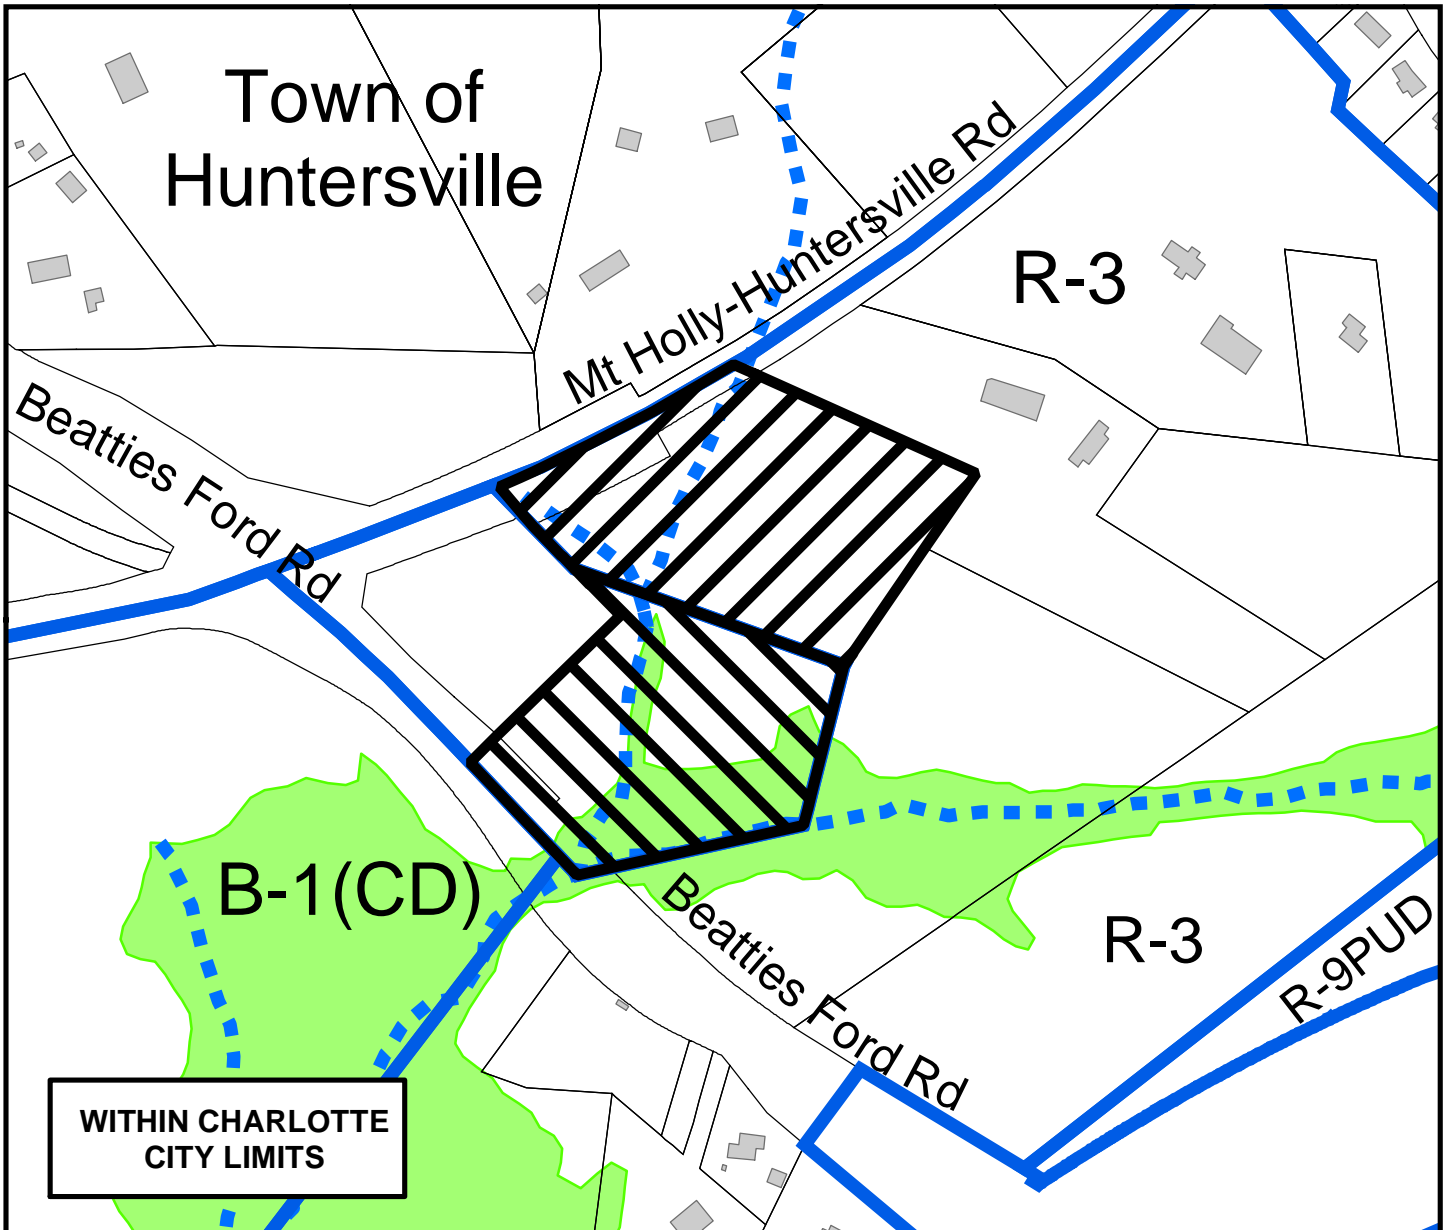 Town of
Huntersville
Mt Holly-Huntersville Rd
R-3
Beatties Ford Rd
B-1(CD)
Beatties Ford Rd
R-3
R-9PUD
WITHIN CHARLOTTE
CITY LIMITS